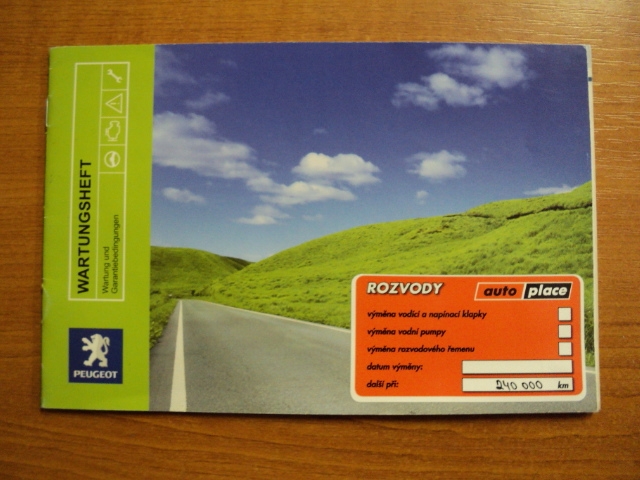 WARTUNGSHEFT
Wartung und
Garantiebedingungen
PEUGEOT
ROZVODY
auto place
výměna vodící a napínací klapky
výměna vodní pumpy
výměna rozvodového řemenu
datum výměny:
další při: 240 000 km